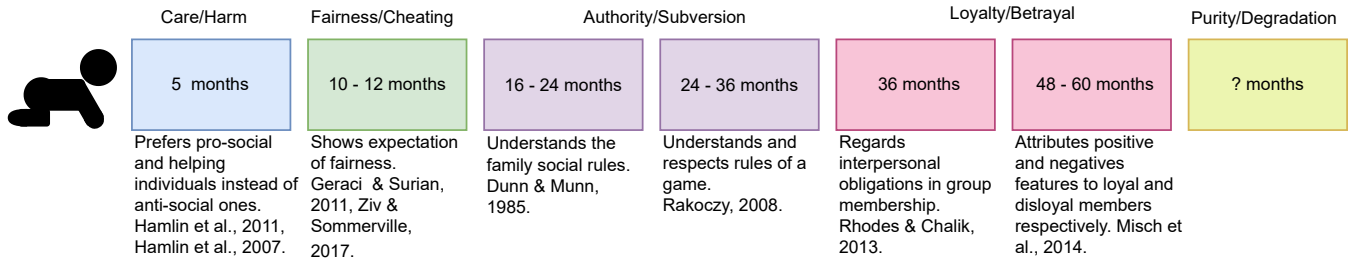 Care/Harm
Fairness/Cheating
Authority/Subversion
Loyalty/Betrayal
Purity/Degradation
5 months
10 - 12 months
16 - 24 months
24 - 36 months
36 months
48 - 60 months
? months
Prefers pro-social
and helping
individuals instead of
anti-social ones.
Hamlin et al., 2011,
Hamlin et al., 2007.
Shows expectation
of fairness.
Geraci & Surian,
2011, Ziv &
Sommerville,
2017.
Understands the
family social rules.
Dunn & Munn,
1985.
Understands and
respects rules of a
game.
Rakoczy, 2008.
Regards
interpersonal
obligations in group
membership.
Rhodes & Chalik,
2013.
Attributes positive
and negatives
features to loyal and
disloyal members
respectively. Misch et
al., 2014.